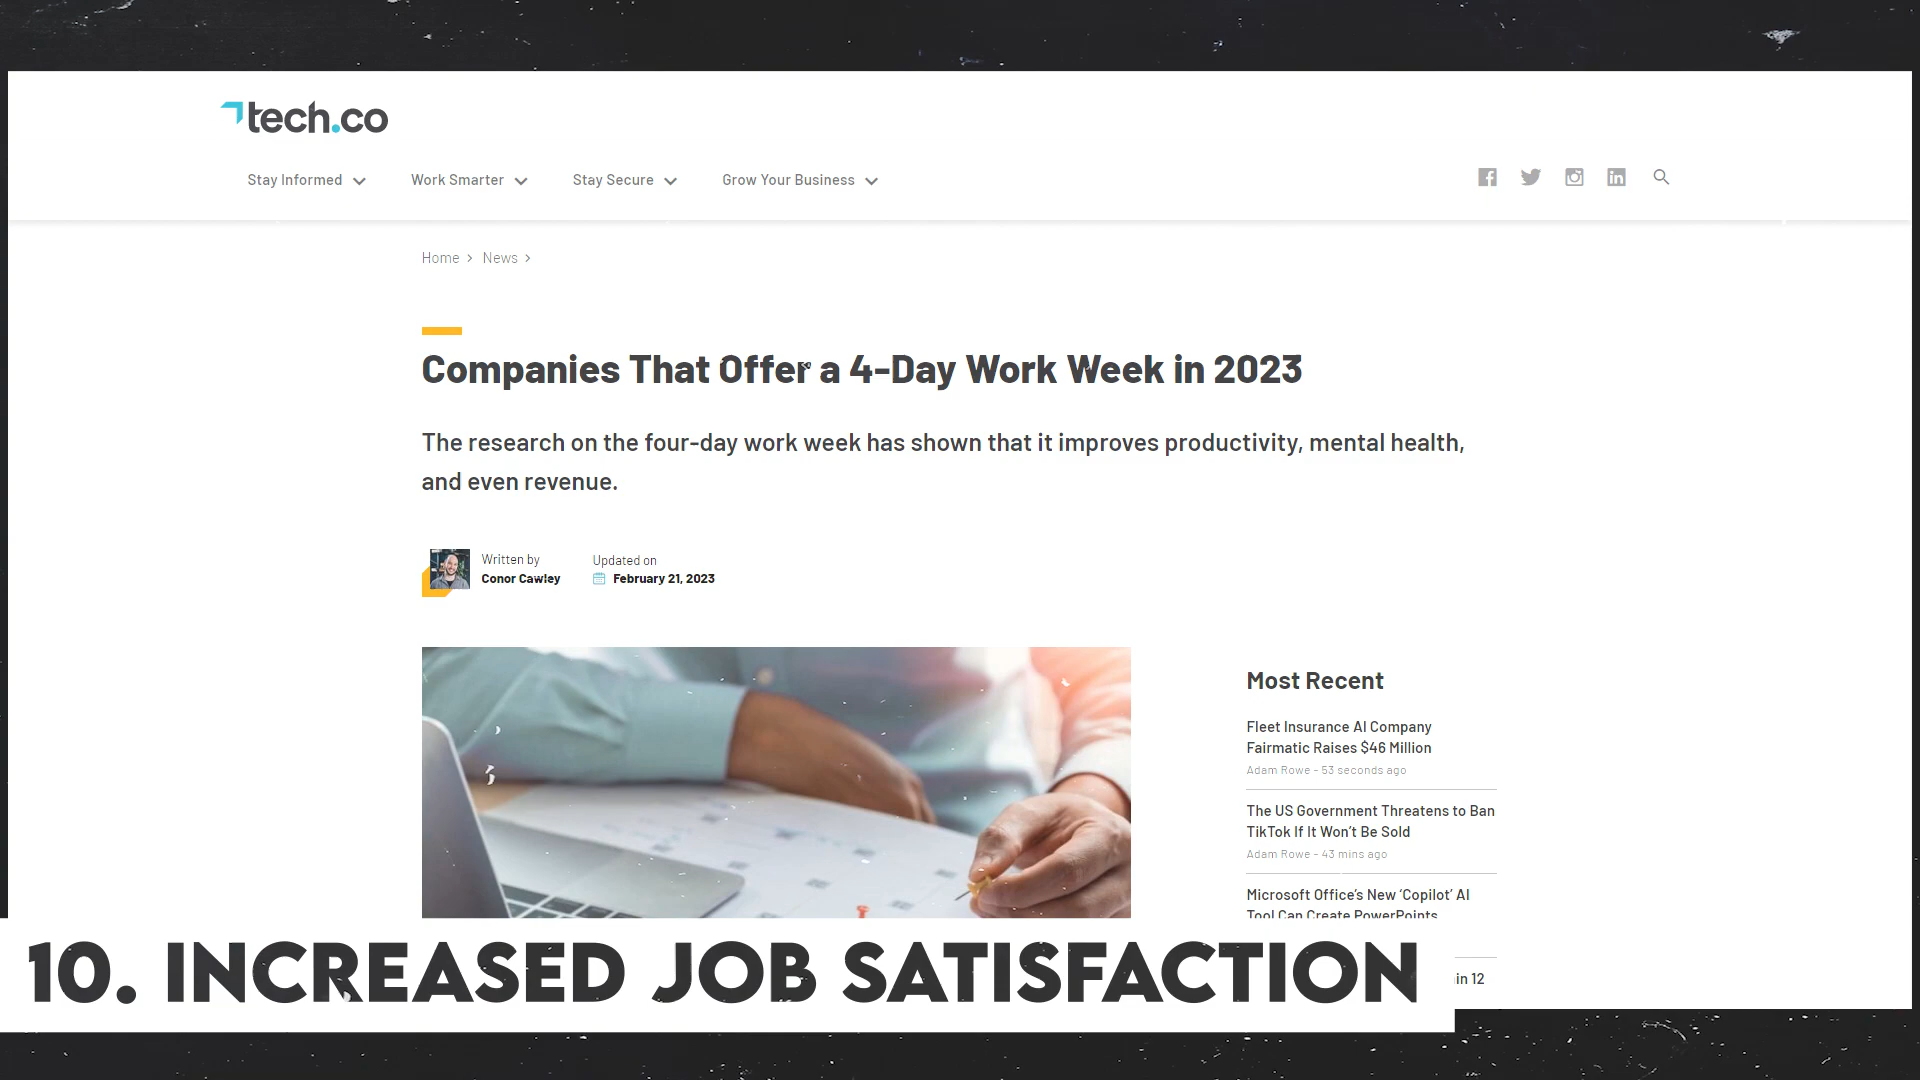 tech.co
Stay Informed
Work Smarter
Stay Secure
Grow Your Business
Home > News >
Companies That Offer a 4-Day Work Week in 2023
The research on the four-day work week has shown that it improves productivity, mental health,
and even revenue.
Written by
Conor Cawley
Updated on
February 21, 2023
Most Recent
Fleet Insurance AI Company
Fairmatic Raises $46 Million
Adam Rowe - 53 seconds ago
The US Government Threatens to Ban
TikTok If It Won't Be Sold
Adam Rowe - 43 mins ago
Microsoft Office's New 'Copilot' AI
Tool Can Create PowerPoints
in 12
10. INCREASED JOB SATISFACTION